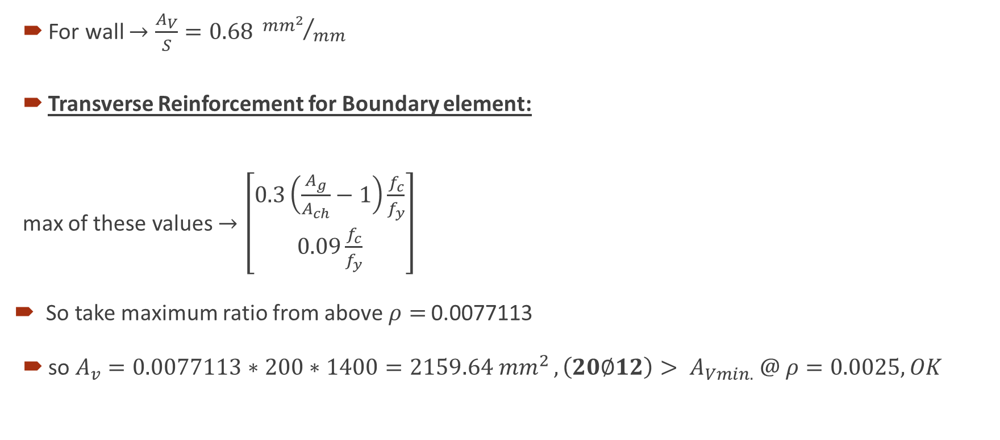 For wall → A_V/S = 0.68 mm²/mm
Transverse Reinforcement for Boundary element:
max of these values → [0.3 (A_g/A_ch − 1) f_c/f_y
0.09 f_c/f_y]
So take maximum ratio from above ρ = 0.0077113
so A_v = 0.0077113 * 200 * 1400 = 2159.64 mm², (20∅12) > A_Vmin. @ ρ = 0.0025, OK